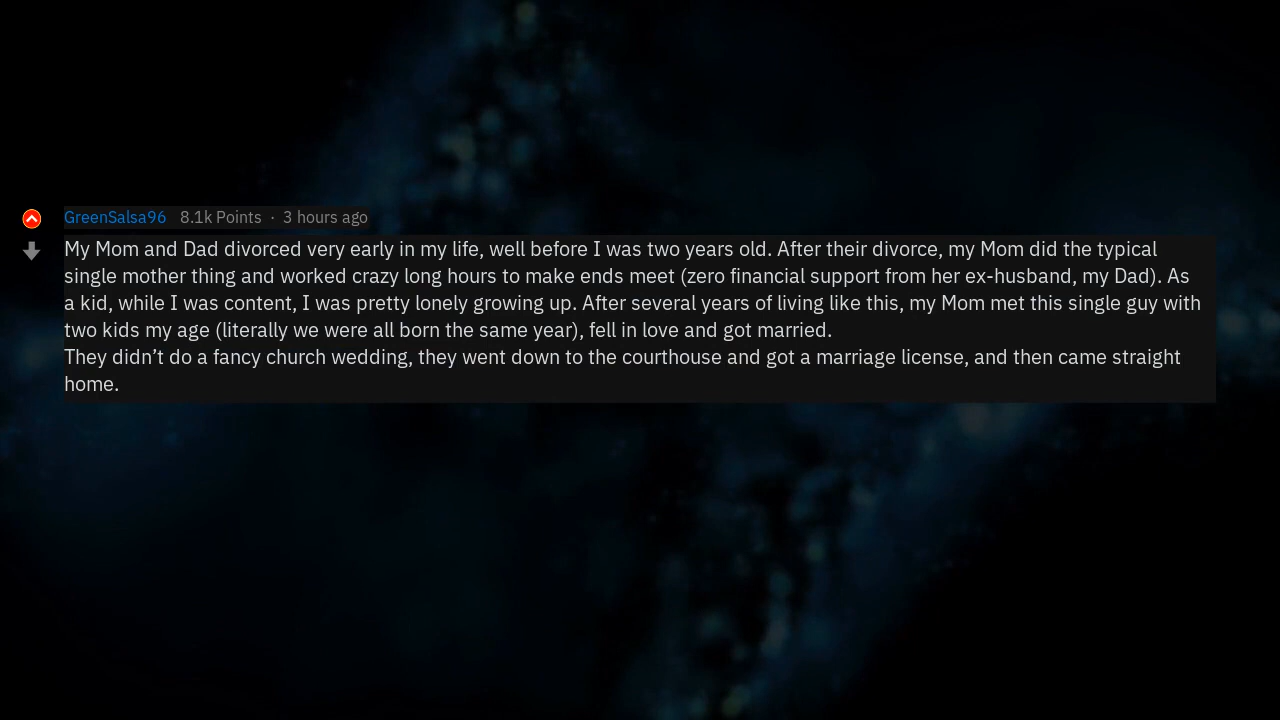 GreenSalsa96 8.1k Points · 3 hours ago
My Mom and Dad divorced very early in my life, well before I was two years old. After their divorce, my Mom did the typical
single mother thing and worked crazy long hours to make ends meet (zero financial support from her ex-husband, my Dad). As
a kid, while I was content, I was pretty lonely growing up. After several years of living like this, my Mom met this single guy with
two kids my age (literally we were all born the same year), fell in love and got married.
They didn’t do a fancy church wedding, they went down to the courthouse and got a marriage license, and then came straight
home.